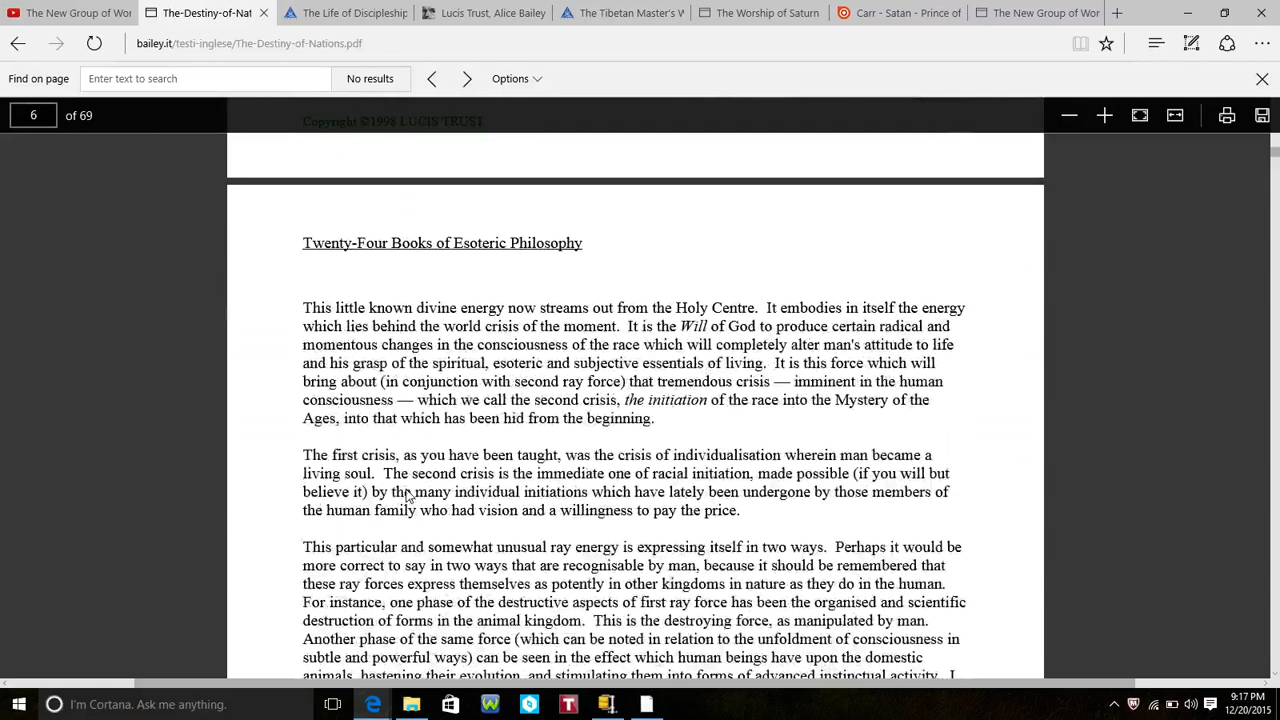 The New Group of Wor
The-Destiny-of-Nat
The Life of Discipleship
Lucis Trust, Alice Bailey
The Tibetan Master's W
The Worship of Saturn
Carr - Satan - Prince of
The New Group of Wor
bailey.it/testi-inglese/The-Destiny-of-Nations.pdf
Find on page
Enter text to search
No results
Options
6 of 69
Copyright ©1998 LUCIS TRUST
Twenty-Four Books of Esoteric Philosophy
This little known divine energy now streams out from the Holy Centre. It embodies in itself the energy
which lies behind the world crisis of the moment. It is the Will of God to produce certain radical and
momentous changes in the consciousness of the race which will completely alter man's attitude to life
and his grasp of the spiritual, esoteric and subjective essentials of living. It is this force which will
bring about (in conjunction with second ray force) that tremendous crisis — imminent in the human
consciousness — which we call the second crisis, the initiation of the race into the Mystery of the
Ages, into that which has been hid from the beginning.
The first crisis, as you have been taught, was the crisis of individualisation wherein man became a
living soul. The second crisis is the immediate one of racial initiation, made possible (if you will but
believe it) by the many individual initiations which have lately been undergone by those members of
the human family who had vision and a willingness to pay the price.
This particular and somewhat unusual ray energy is expressing itself in two ways. Perhaps it would be
more correct to say in two ways that are recognisable by man, because it should be remembered that
these ray forces express themselves as potently in other kingdoms in nature as they do in the human.
For instance, one phase of the destructive aspects of first ray force has been the organised and scientific
destruction of forms in the animal kingdom. This is the destroying force, as manipulated by man.
Another phase of the same force (which can be noted in relation to the unfoldment of consciousness in
subtle and powerful ways) can be seen in the effect which human beings have upon the domestic
animals, hastening their evolution, and stimulating them into forms of advanced instinctual activity. I
I'm Cortana. Ask me anything.
9:17 PM
12/20/2015